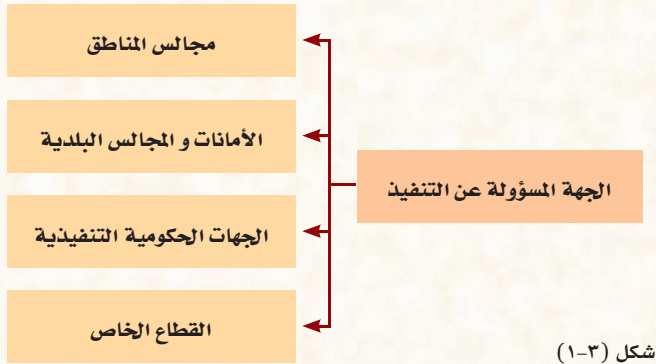 الجهة المسؤولة عن التنفيذ
مجالس المناطق
الأمانات و المجالس البلدية
الجهات الحكومية التنفيذية
القطاع الخاص
شكل (٣-١)